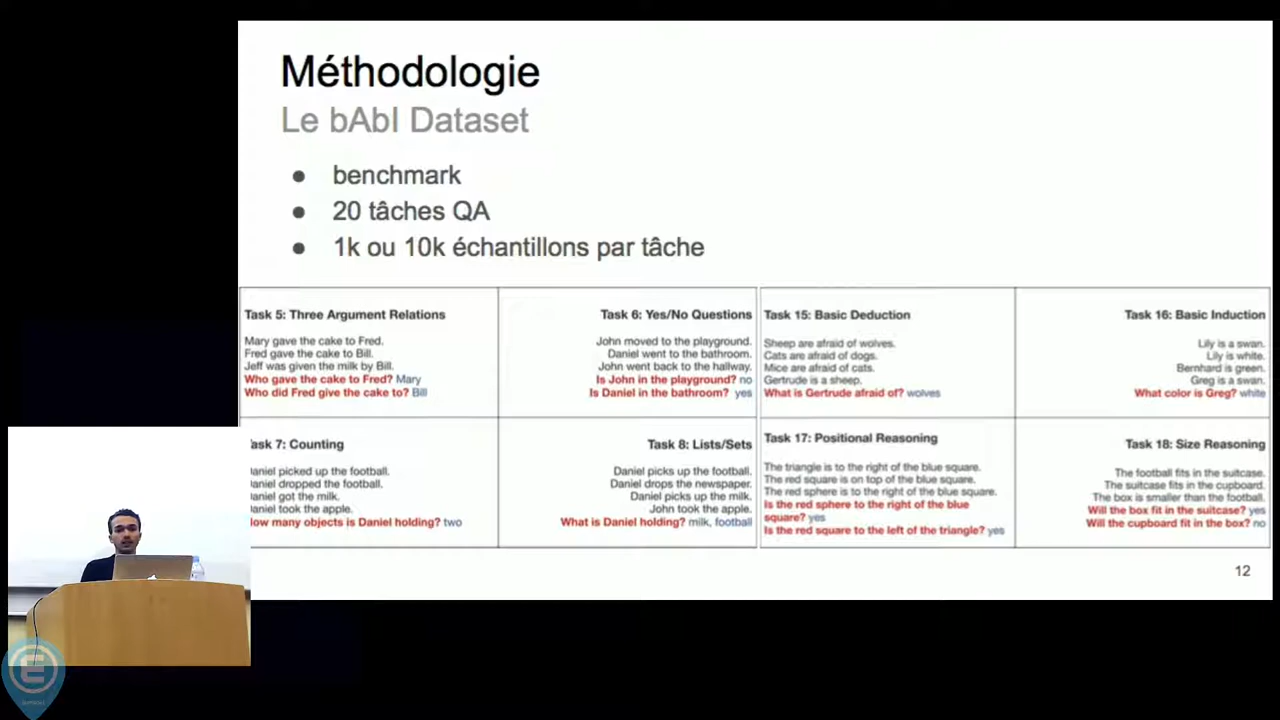 Méthodologie
Le bAbI Dataset
● benchmark
● 20 tâches QA
● 1k ou 10k échantillons par tâche
Task 5: Three Argument Relations
Mary gave the cake to Fred.
Fred gave the cake to Bill.
Jeff was given the milk by Bill.
Who gave the cake to Fred? Mary
Who did Fred give the cake to? Bill
Task 6: Yes/No Questions
John moved to the playground.
Daniel went to the bathroom.
John went back to the hallway.
Is John in the playground? no
Is Daniel in the bathroom? yes
Task 15: Basic Deduction
Sheep are afraid of wolves.
Cats are afraid of dogs.
Mice are afraid of cats.
Gertrude is a sheep.
What is Gertrude afraid of? wolves
Task 16: Basic Induction
Lily is a swan.
Lily is white.
Bernhard is green.
Greg is a swan.
What color is Greg? white
ask 7: Counting
aniel picked up the football.
aniel dropped the football.
aniel got the milk.
aniel took the apple.
ow many objects is Daniel holding? two
Task 8: Lists/Sets
Daniel picks up the football.
Daniel drops the newspaper.
Daniel picks up the milk.
John took the apple.
What is Daniel holding? milk, football
Task 17: Positional Reasoning
The triangle is to the right of the blue square.
The red square is on top of the blue square.
The red sphere is to the right of the blue square.
Is the red sphere to the right of the blue
square? yes
Is the red square to the left of the triangle? yes
Task 18: Size Reasoning
The football fits in the suitcase.
The suitcase fits in the cupboard.
The box is smaller than the football.
Will the box fit in the suitcase? yes
Will the cupboard fit in the box? no
12